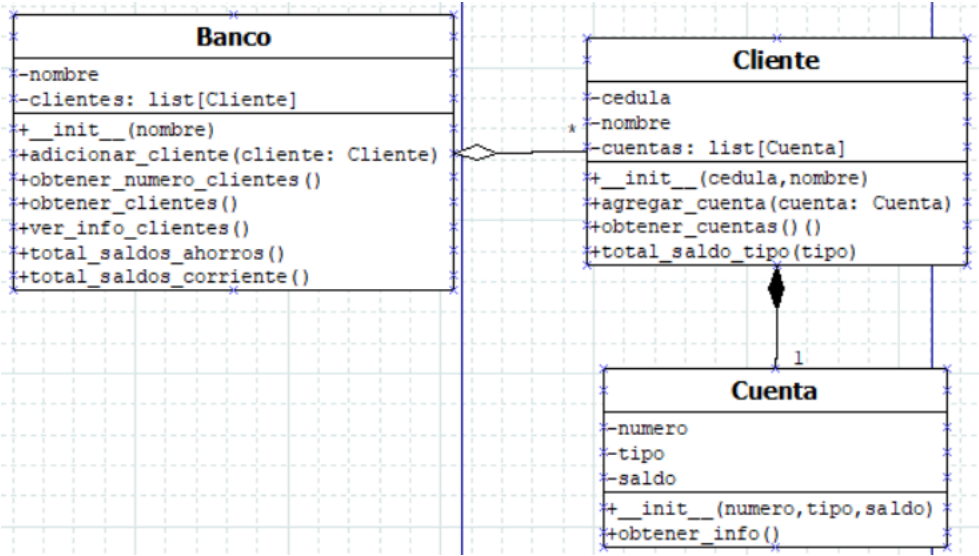 Banco
-nombre
-clientes: list[Cliente]
+__init__(nombre)
+adicionar_cliente(cliente: Cliente)
+obtener_numero_clientes()
+obtener_clientes()
+ver_info_clientes()
+total_saldos_ahorros()
+total_saldos_corriente()
*
Cliente
-cedula
-nombre
-cuentas: list[Cuenta]
+__init__(cedula,nombre)
+agregar_cuenta(cuenta: Cuenta)
+obtener_cuentas()()
+total_saldo_tipo(tipo)
1
Cuenta
-numero
-tipo
-saldo
+__init__(numero,tipo,saldo)
+obtener_info()